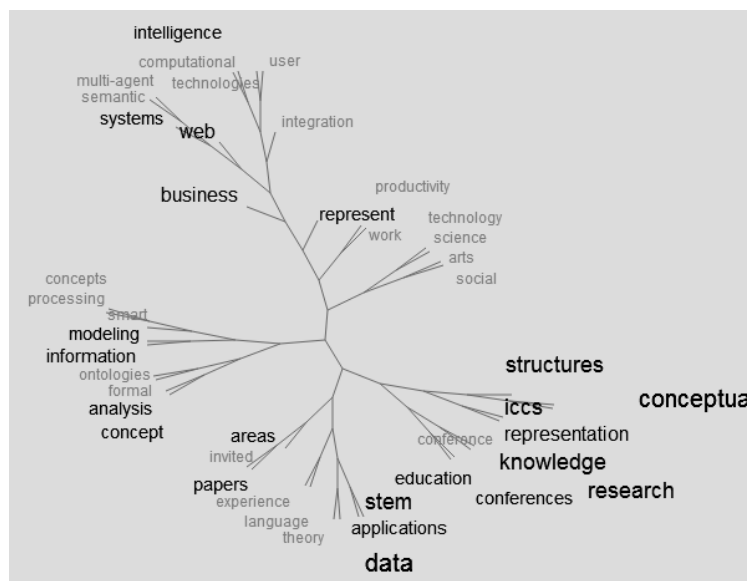 intelligence
computational
user
multi-agent
technologies
semantic
systems
web
integration
business
productivity
represent
technology
work
science
arts
social
concepts
processing
smart
modeling
information
ontologies
formal
analysis
concept
structures
conceptua
iccs
representation
areas
conference
invited
knowledge
education
papers
research
experience
stem
conferences
language
applications
theory
data